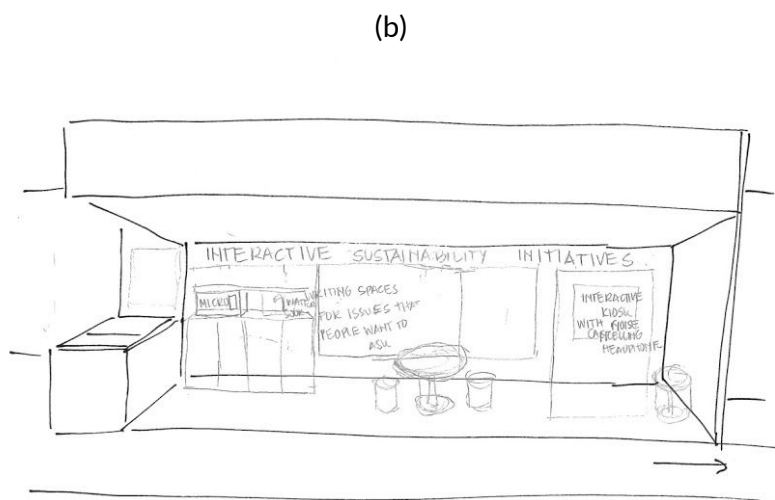 (b)
INTERACTIVE SUSTAINABILITY INITIATIVES
MICRO
WATER
WRITING SPACES
FOR ISSUES THAT
PEOPLE WANT TO
ASK
INTERACTIVE
KIOSK
WITH NOISE
CANCELLING
HEADPHONE